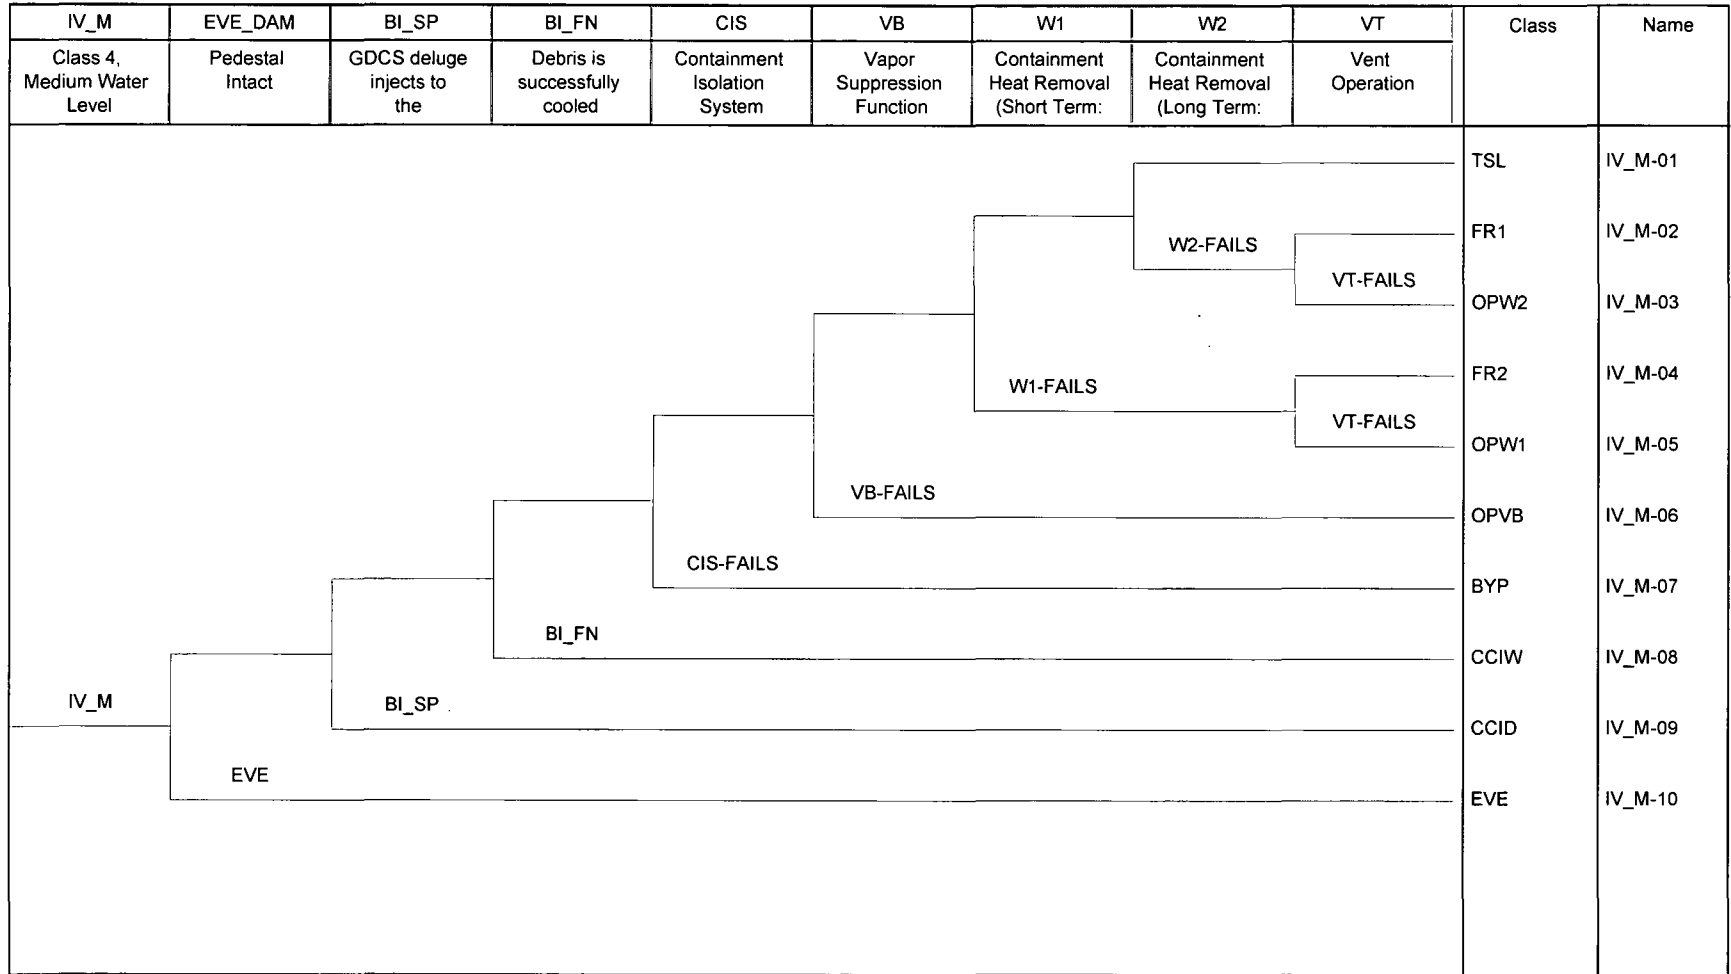 IV_M EVE_DAM BI_SP BI_FN CIS VB W1 W2 VT Class Name
Class 4, Pedestal GDCS deluge Debris is Containment Vapor Containment Containment Vent
Medium Water Intact injects to successfully Isolation Suppression Heat Removal Heat Removal Operation
Level the cooled System Function (Short Term: (Long Term:
TSL IV_M-01
FR1 IV_M-02
W2-FAILS
VT-FAILS
OPW2 IV_M-03
FR2 IV_M-04
W1-FAILS
VT-FAILS
OPW1 IV_M-05
VB-FAILS
OPVB IV_M-06
CIS-FAILS
BYP IV_M-07
BI_FN
CCIW IV_M-08
IV_M BI_SP
CCID IV_M-09
EVE
EVE IV_M-10